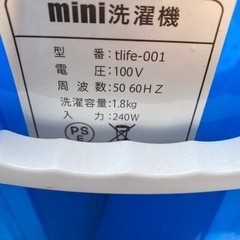 mini洗濯機
型 番：tlife-001
電 圧：100V
周 波 数：50 60H Z
洗濯容量：1.8kg
入 力：240W
PS
E